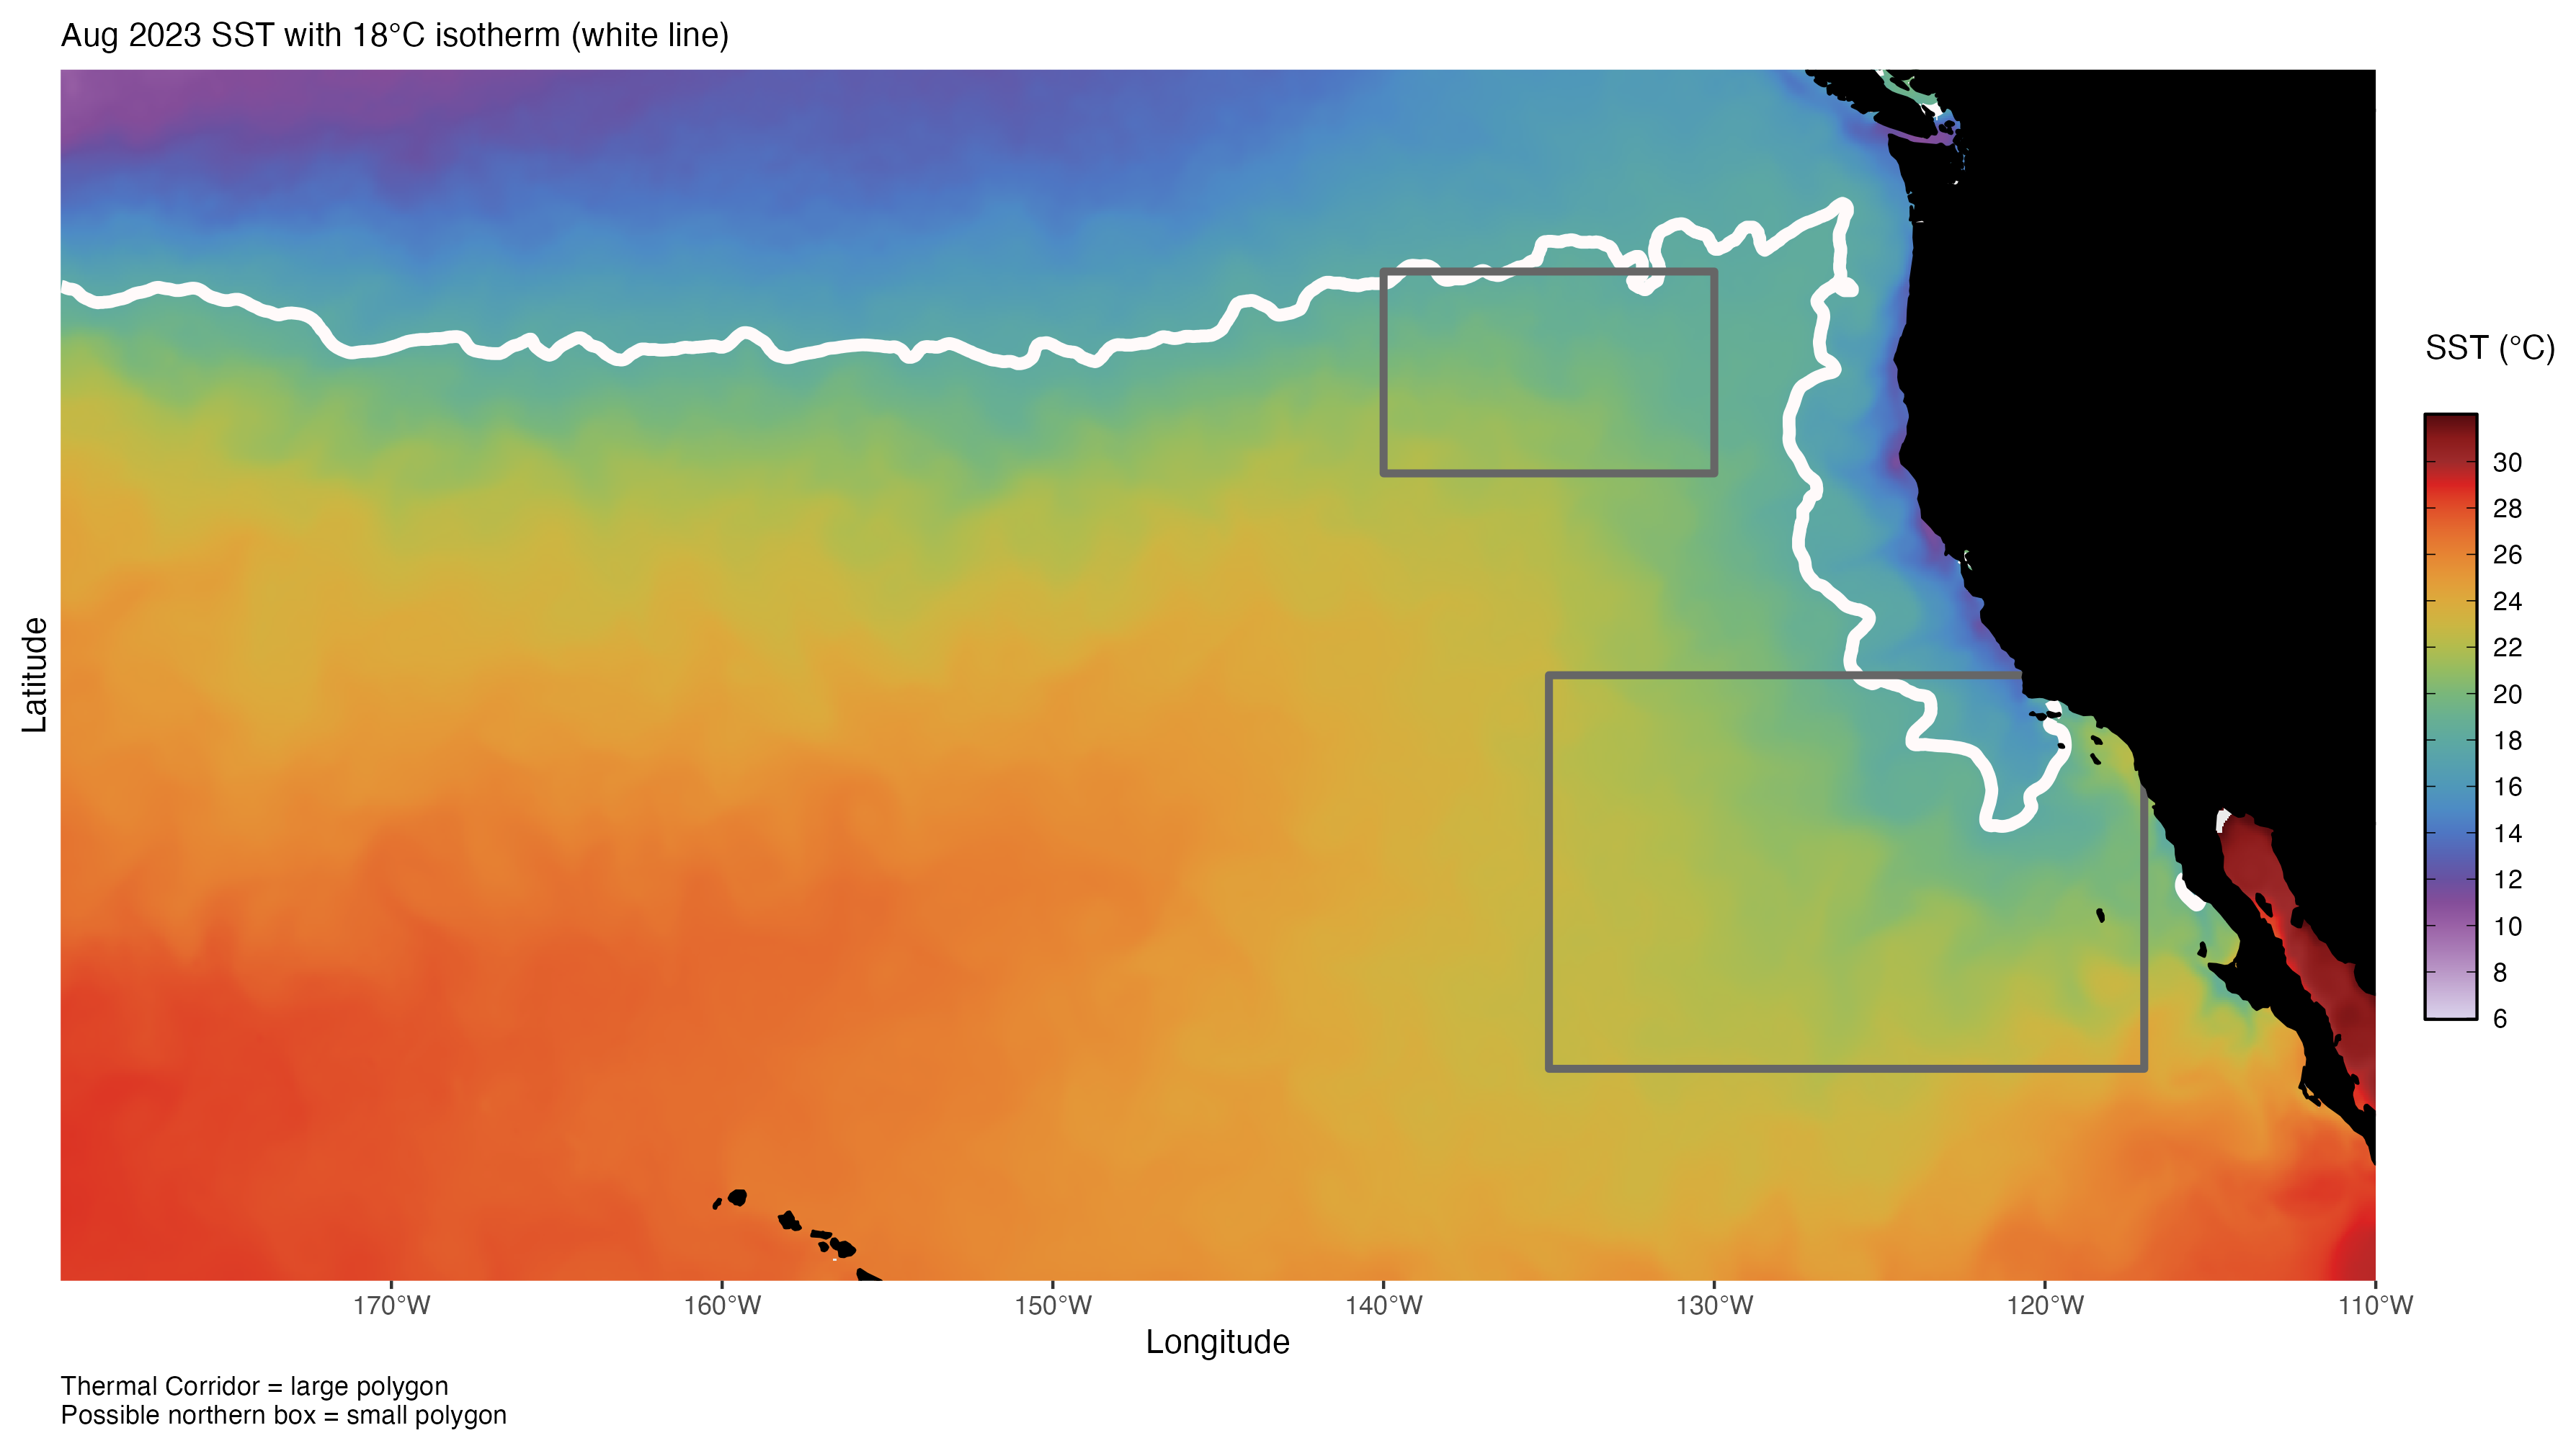 Aug 2023 SST with 18°C isotherm (white line)
SST (°C)
30
28
26
24
22
20
18
16
14
12
10
8
6
Latitude
170°W 160°W 150°W 140°W 130°W 120°W 110°W
Longitude
Thermal Corridor = large polygon
Possible northern box = small polygon